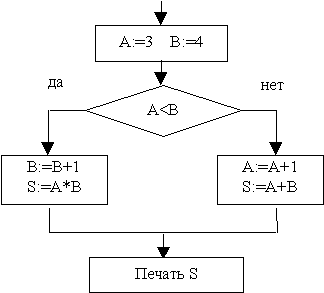 A:=3 B:=4
да
нет
A<B
B:=B+1
S:=A*B
A:=A+1
S:=A+B
Печать S